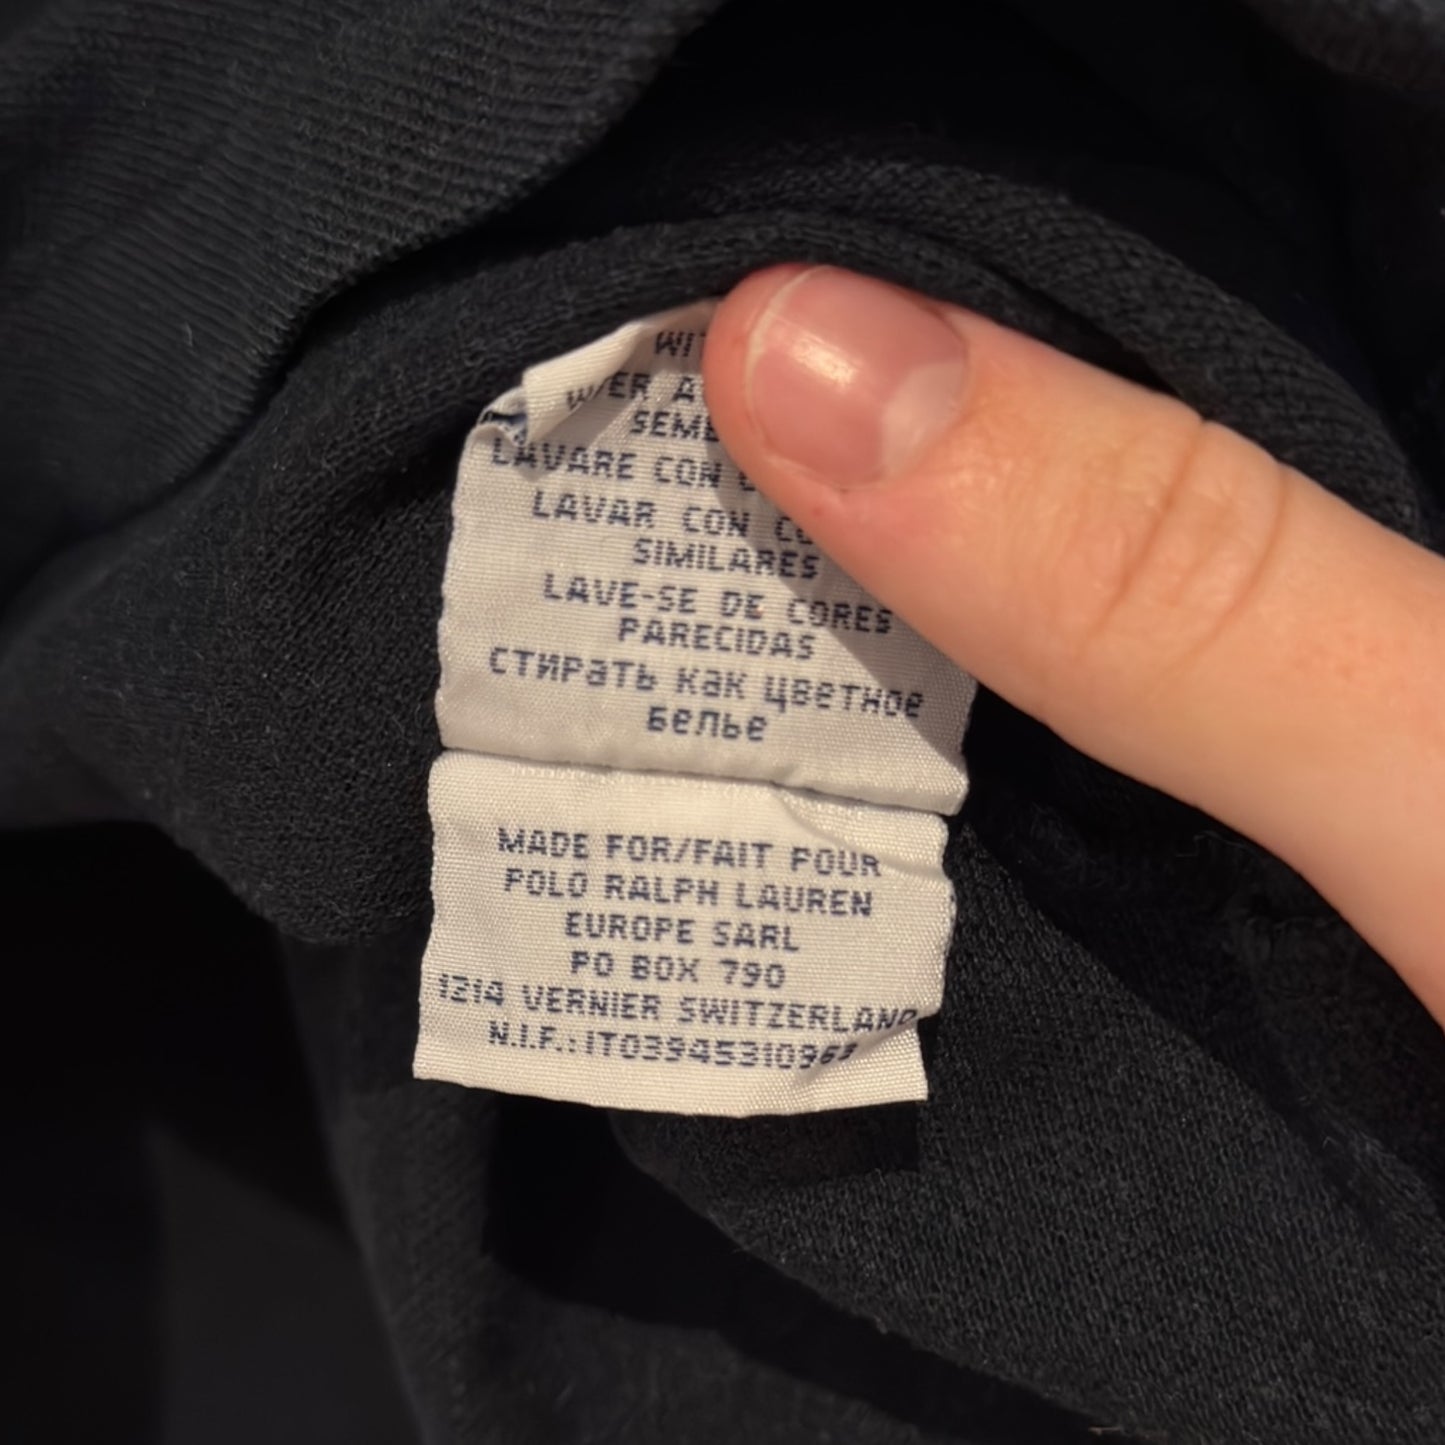 W/ER A
LAVARE CON
LAVAR CON
SIMILARES
LAVE-SE DE CORES
PARECIDAS
СТИРАТЬ КАК ЦВЕТНОЕ
БЕЛЬЕ
MADE FOR/FAIT POUR
POLO RALPH LAUREN
EUROPE SARL
PO BOX 790
1214 VERNIER SWITZERLAND
N.I.F.: